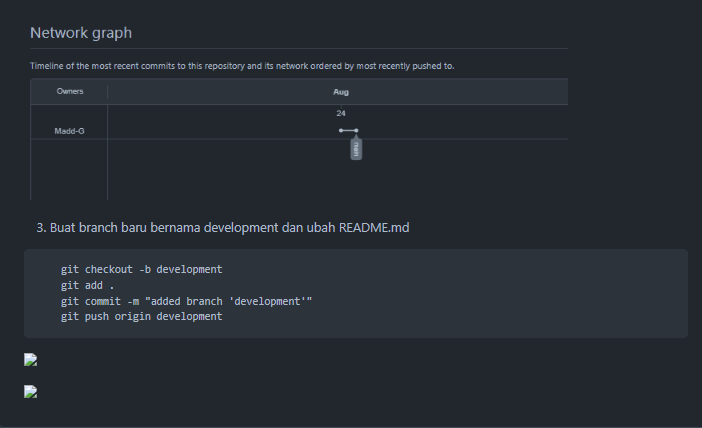 Network graph
Timeline of the most recent commits to this repository and its network ordered by most recently pushed to.
Owners Aug
24
Madd-G
main
3. Buat branch baru bernama development dan ubah README.md
git checkout -b development
git add .
git commit -m "added branch 'development'"
git push origin development